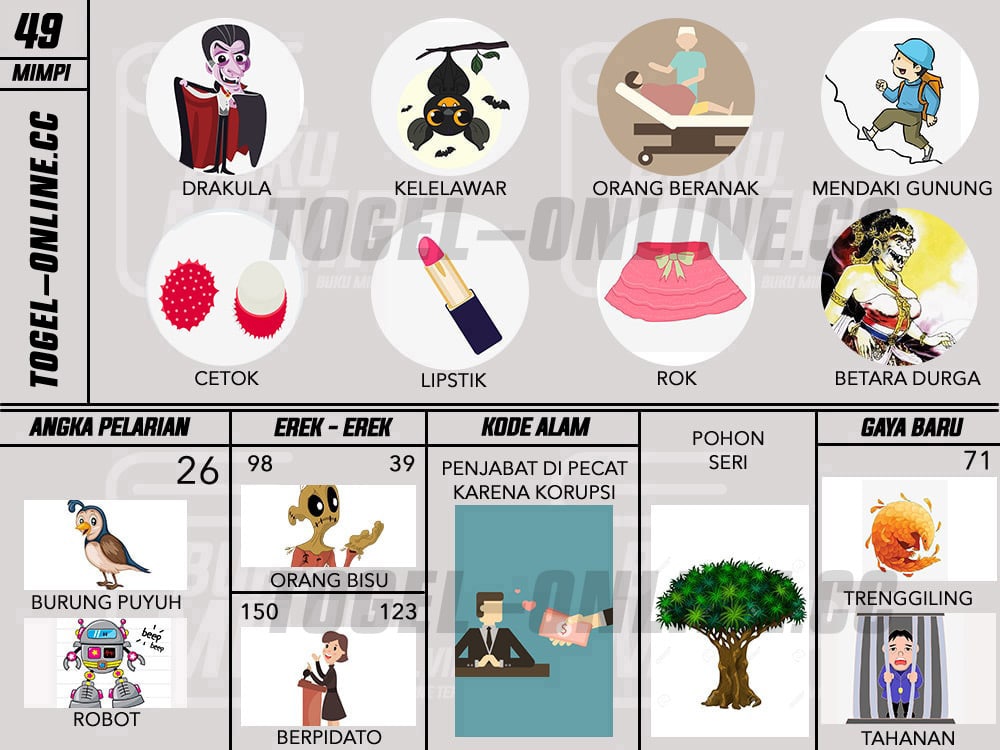 49
MIMPI
TOGEL-ONLINE.CC
DRAKULA
KELELAWAR
ORANG BERANAK
MENDAKI GUNUNG
TOGEL-ONLINE.CC
CETOK
LIPSTIK
ROK
BETARA DURGA
ANGKA PELARIAN
26
BURUNG PUYUH
ROBOT
beep
beep
EREK - EREK
98 39
ORANG BISU
150 123
BERPIDATO
KODE ALAM
PENJABAT DI PECAT
KARENA KORUPSI
POHON
SERI
GAYA BARU
71
TRENGGILING
TAHANAN
TOGEL-ONLINE.CC